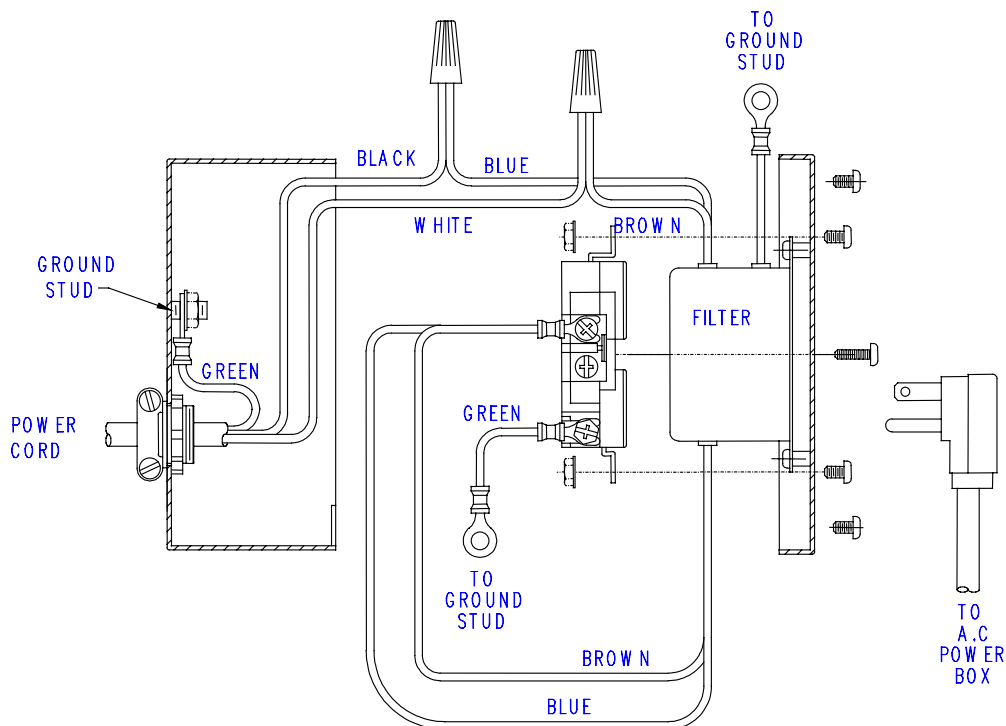 TO
GROUND
STUD
BLACK
BLUE
WHITE
BROWN
GROUND
STUD
FILTER
GREEN
GREEN
POWER
CORD
TO
GROUND
STUD
TO
A.C
POWER
BOX
BROWN
BLUE